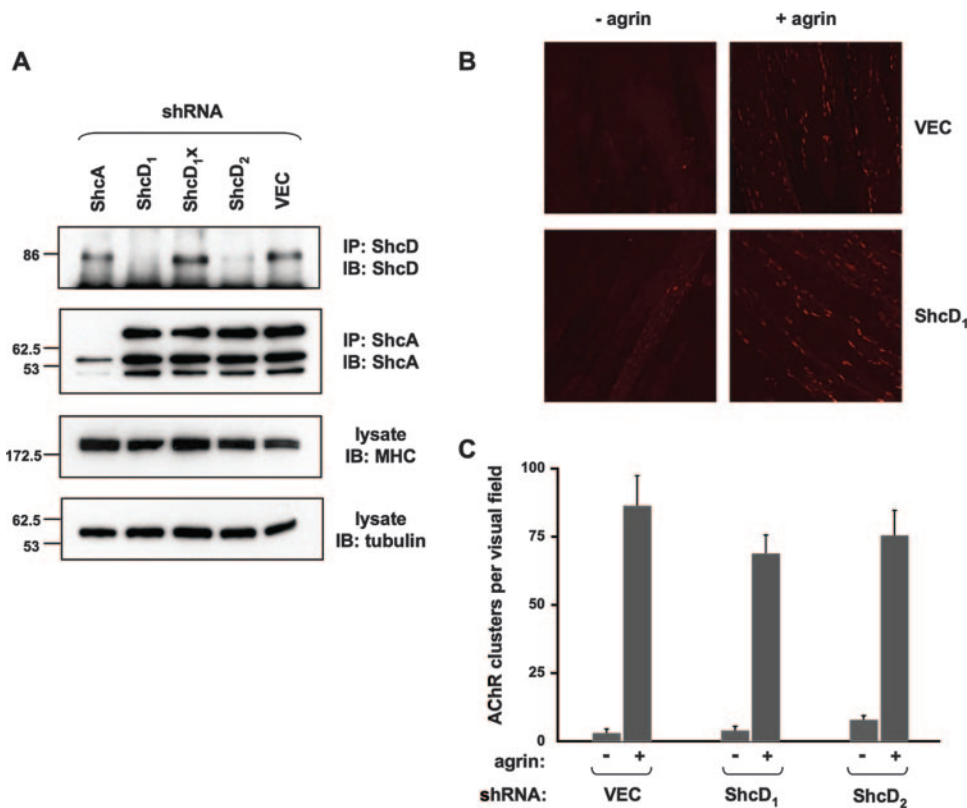 A
shRNA
ShcA
ShcD1
ShcD1x
ShcD2
VEC
86
IP: ShcD
IB: ShcD
62.5
53
IP: ShcA
IB: ShcA
172.5
lysate
IB: MHC
62.5
53
lysate
IB: tubulin
B
- agrin
+ agrin
VEC
ShcD1
C
AChR clusters per visual field
100
75
50
25
0
agrin: - + - + - +
shRNA: VEC ShcD1 ShcD2